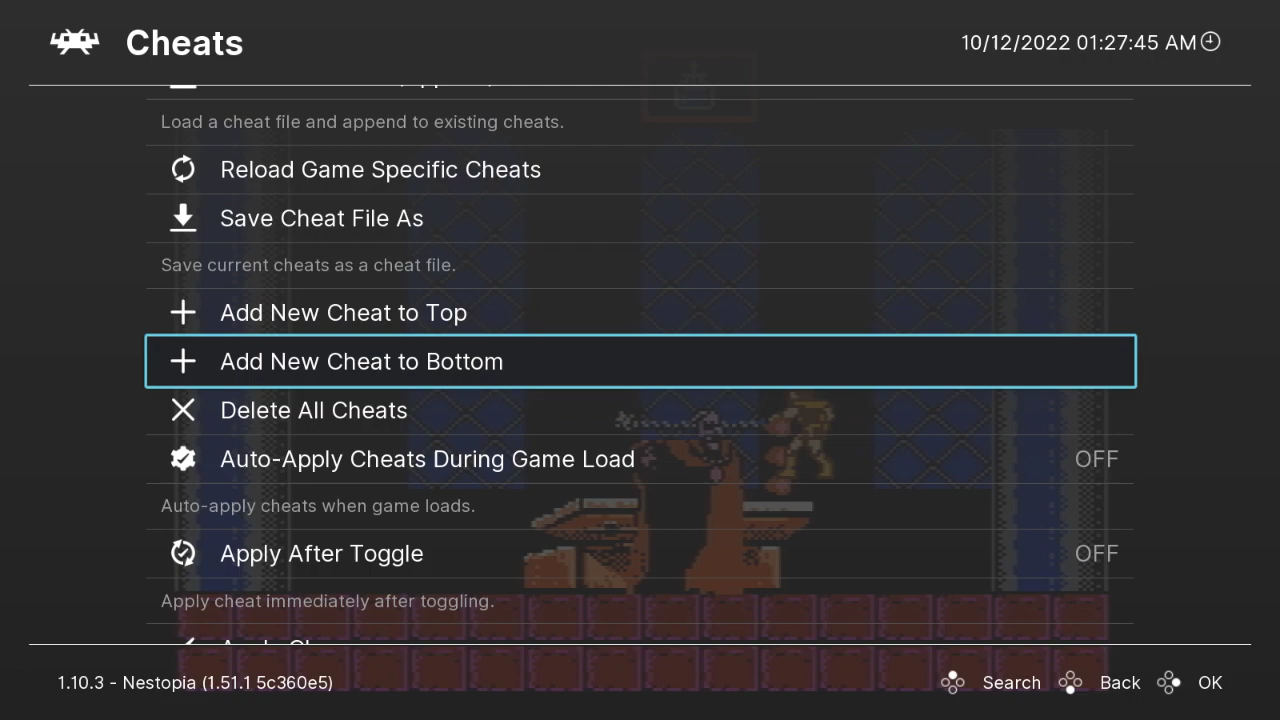 Cheats
10/12/2022 01:27:45 AM
Load a cheat file and append to existing cheats.
Reload Game Specific Cheats
Save Cheat File As
Save current cheats as a cheat file.
Add New Cheat to Top
Add New Cheat to Bottom
Delete All Cheats
Auto-Apply Cheats During Game Load OFF
Auto-apply cheats when game loads.
Apply After Toggle OFF
Apply cheat immediately after toggling.
1.10.3 - Nestopia (1.51.1 5c360e5)
Search Back OK